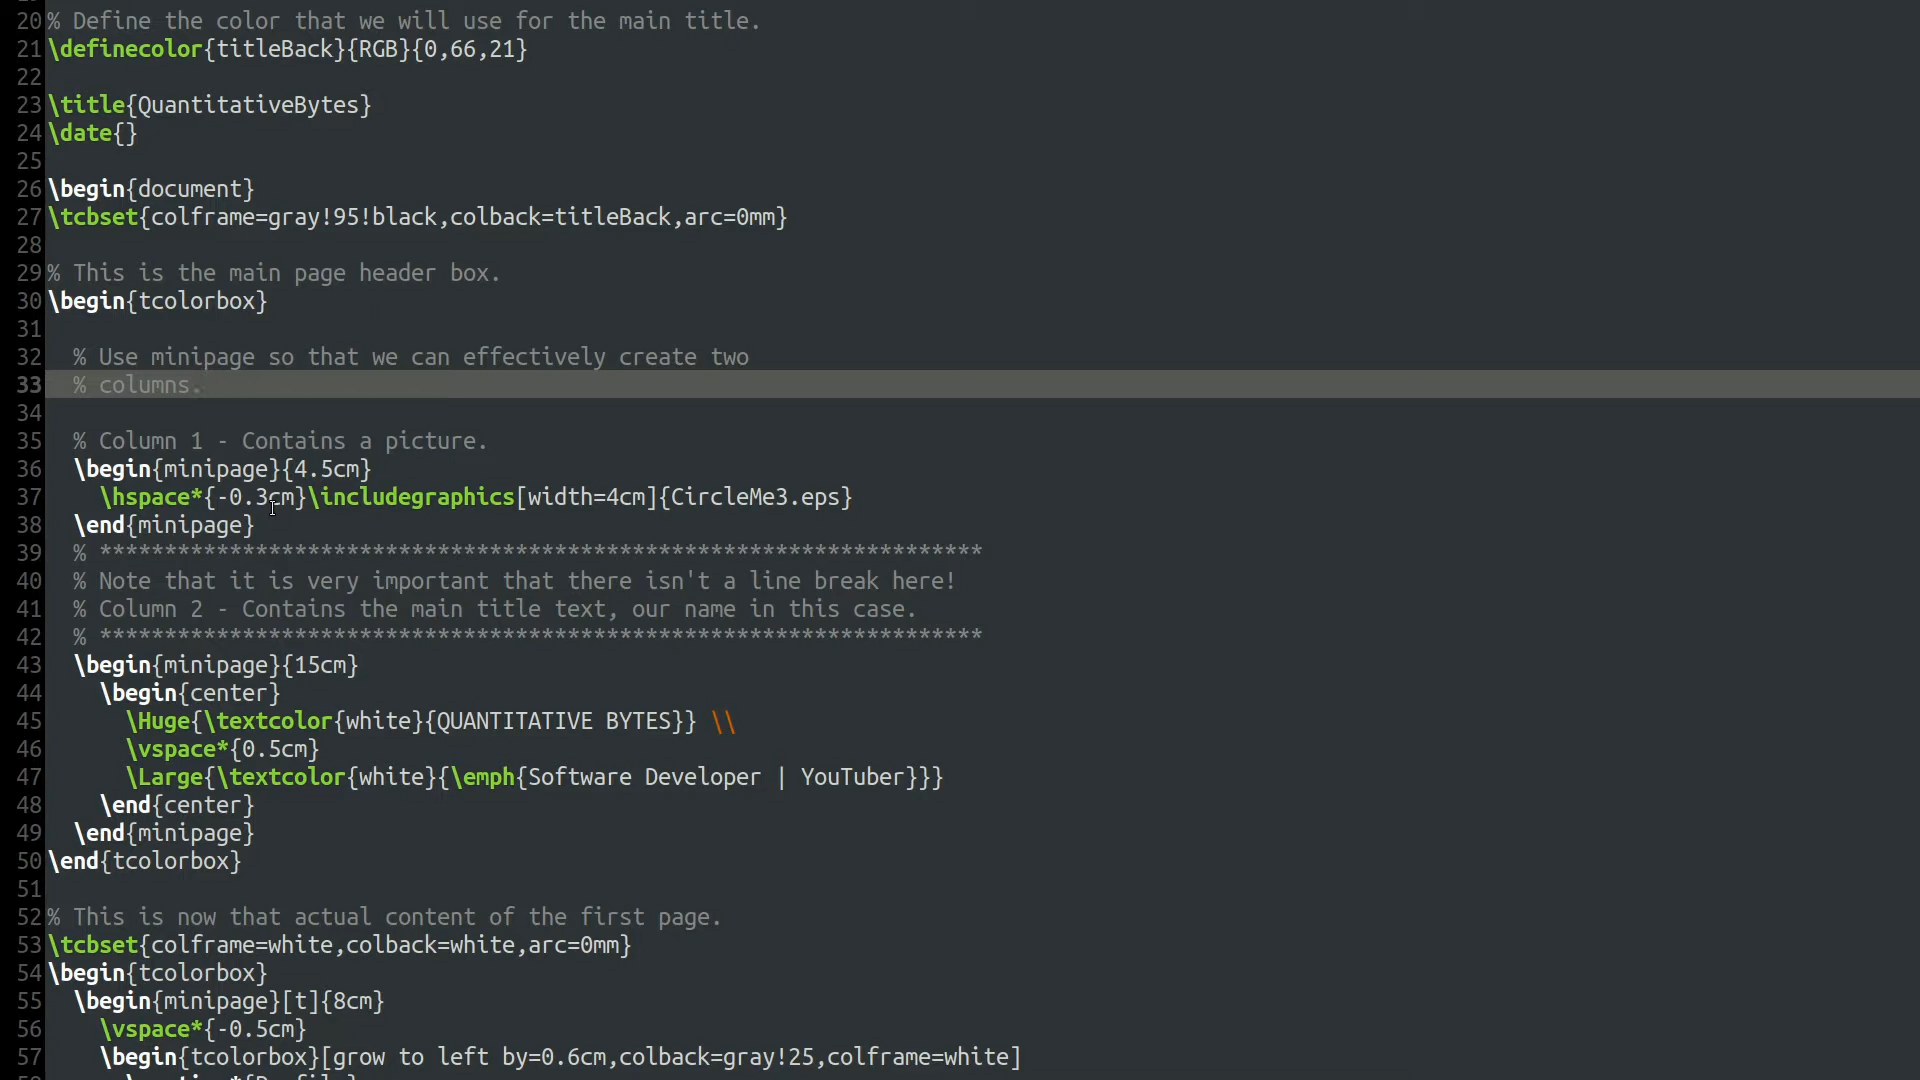 20% Define the color that we will use for the main title.
21\definecolor{titleBack}{RGB}{0,66,21}
22
23\title{QuantitativeBytes}
24\date{}
25
26\begin{document}
27\tcbset{colframe=gray!95!black,colback=titleBack,arc=0mm}
28
29% This is the main page header box.
30\begin{tcolorbox}
31
32  % Use minipage so that we can effectively create two
33  % columns.
34
35  % Column 1 - Contains a picture.
36  \begin{minipage}{4.5cm}
37    \hspace*{-0.3cm}\includegraphics[width=4cm]{CircleMe3.eps}
38  \end{minipage}
39  % ********************************************************************
40  % Note that it is very important that there isn't a line break here!
41  % Column 2 - Contains the main title text, our name in this case.
42  % ********************************************************************
43  \begin{minipage}{15cm}
44    \begin{center}
45      \Huge{\textcolor{white}{QUANTITATIVE BYTES}} \\
46      \vspace*{0.5cm}
47      \Large{\textcolor{white}{\emph{Software Developer | YouTuber}}}
48    \end{center}
49  \end{minipage}
50\end{tcolorbox}
51
52% This is now that actual content of the first page.
53\tcbset{colframe=white,colback=white,arc=0mm}
54\begin{tcolorbox}
55  \begin{minipage}[t]{8cm}
56    \vspace*{-0.5cm}
57    \begin{tcolorbox}[grow to left by=0.6cm,colback=gray!25,colframe=white]